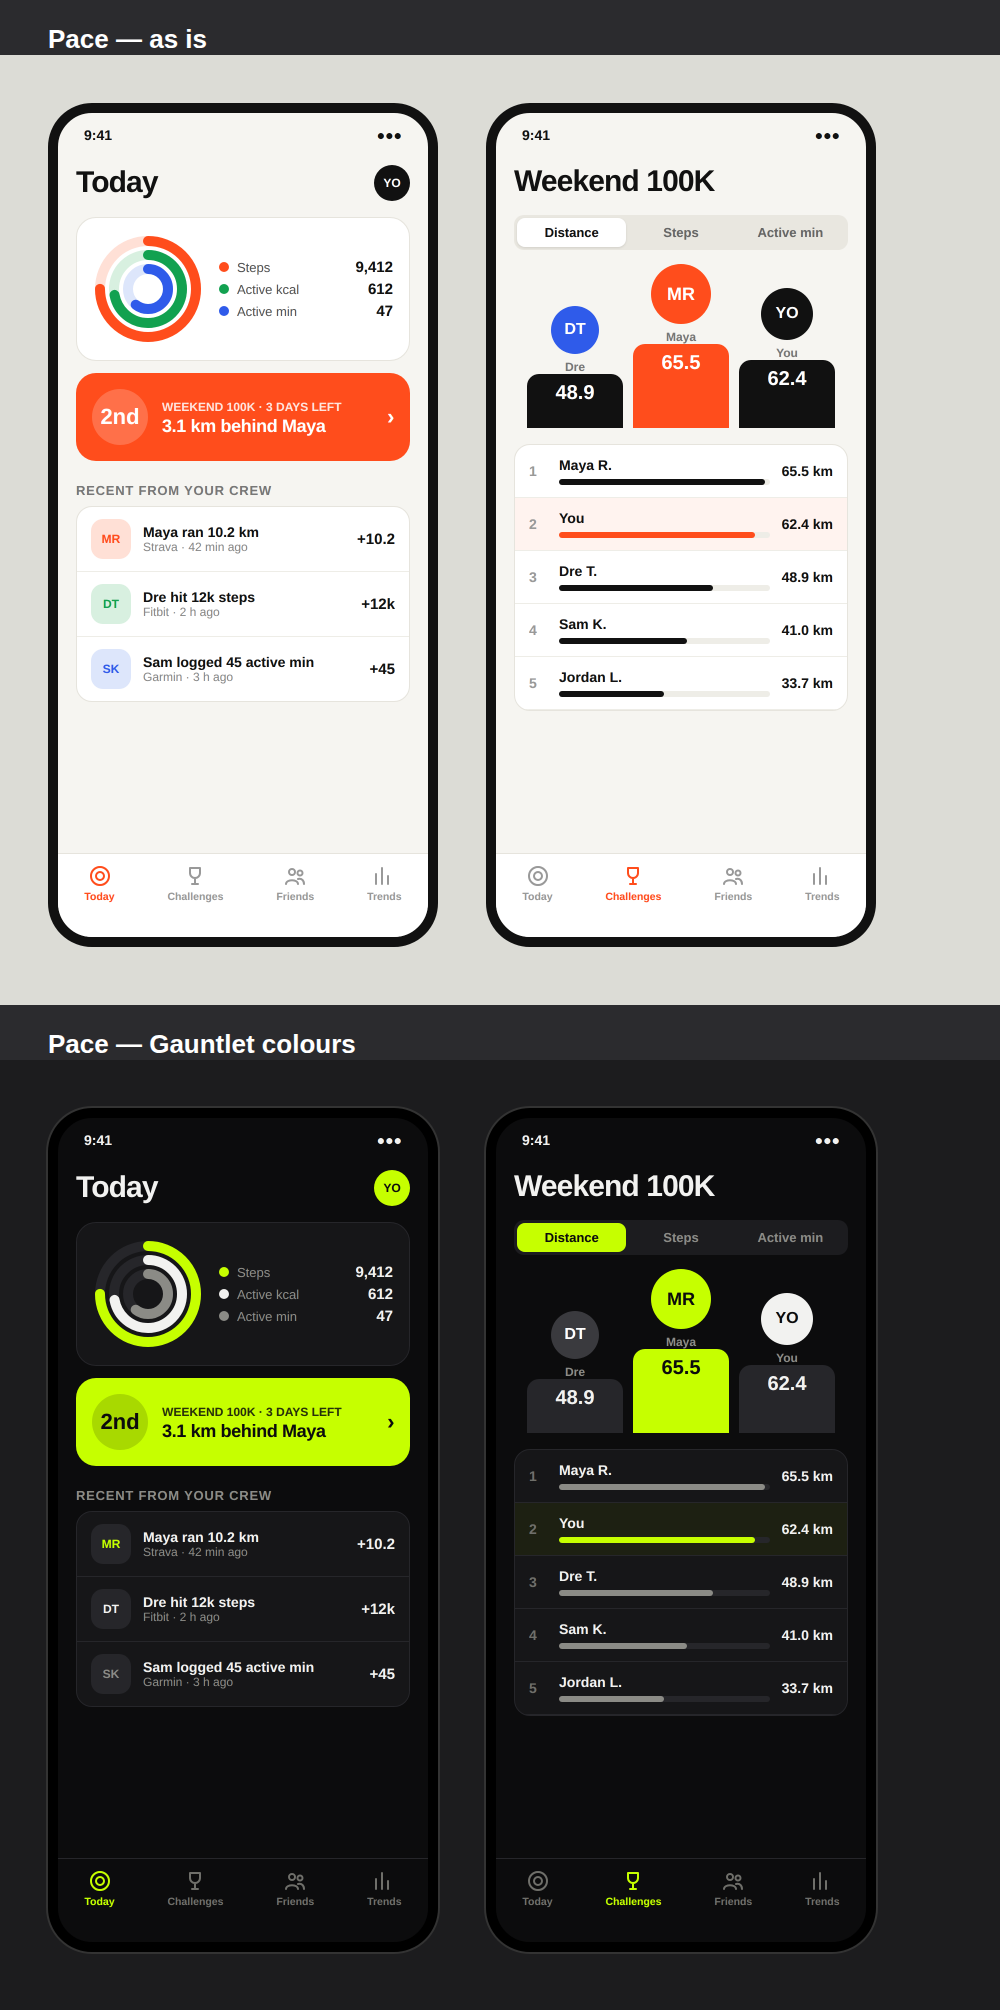 Pace — as is
9:41
Today
YO
Steps 9,412
Active kcal 612
Active min 47
2nd
WEEKEND 100K · 3 DAYS LEFT
3.1 km behind Maya
›
RECENT FROM YOUR CREW
MR
Maya ran 10.2 km
Strava · 42 min ago
+10.2
DT
Dre hit 12k steps
Fitbit · 2 h ago
+12k
SK
Sam logged 45 active min
Garmin · 3 h ago
+45
Today Challenges Friends Trends
9:41
Weekend 100K
Distance Steps Active min
DT
Dre
48.9
MR
Maya
65.5
YO
You
62.4
1 Maya R. 65.5 km
2 You 62.4 km
3 Dre T. 48.9 km
4 Sam K. 41.0 km
5 Jordan L. 33.7 km
Today Challenges Friends Trends
Pace — Gauntlet colours
9:41
Today
YO
Steps 9,412
Active kcal 612
Active min 47
2nd
WEEKEND 100K · 3 DAYS LEFT
3.1 km behind Maya
›
RECENT FROM YOUR CREW
MR
Maya ran 10.2 km
Strava · 42 min ago
+10.2
DT
Dre hit 12k steps
Fitbit · 2 h ago
+12k
SK
Sam logged 45 active min
Garmin · 3 h ago
+45
Today Challenges Friends Trends
9:41
Weekend 100K
Distance Steps Active min
DT
Dre
48.9
MR
Maya
65.5
YO
You
62.4
1 Maya R. 65.5 km
2 You 62.4 km
3 Dre T. 48.9 km
4 Sam K. 41.0 km
5 Jordan L. 33.7 km
Today Challenges Friends Trends